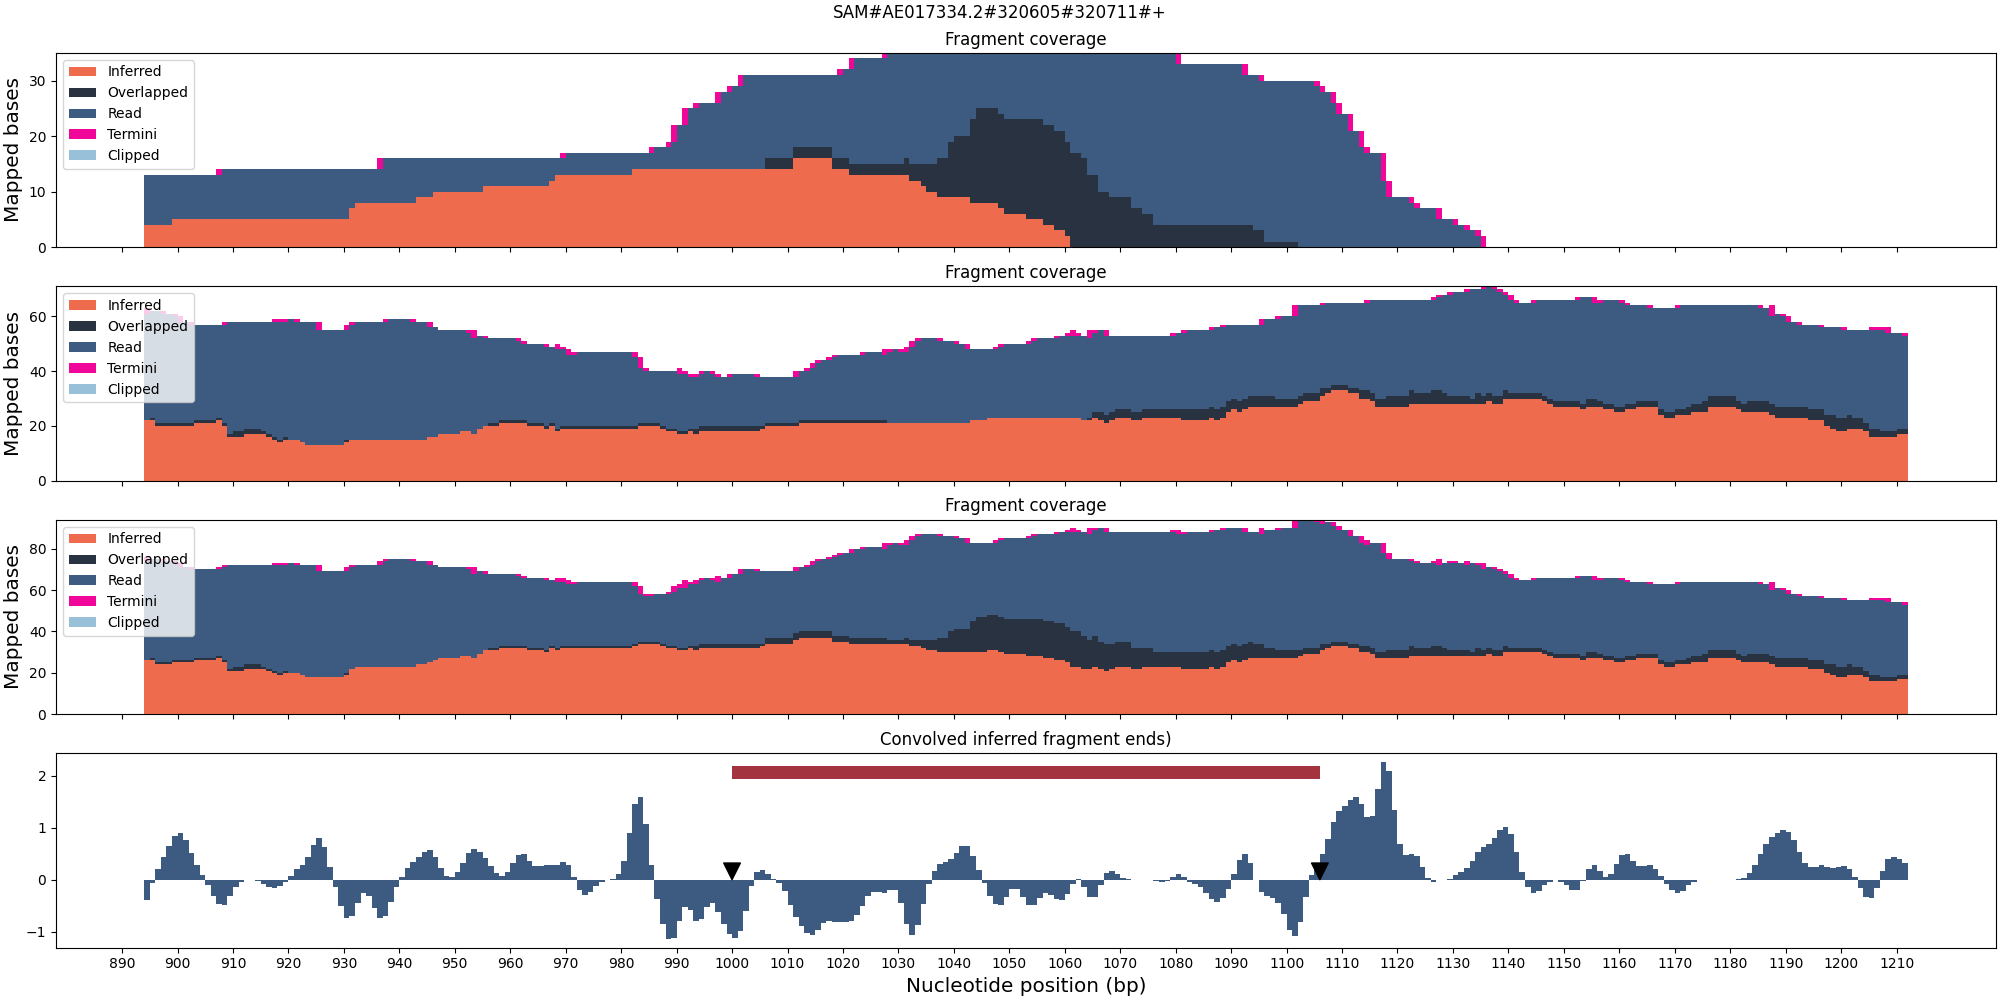 SAM#AE017334.2#320605#320711#+
Fragment coverage
Mapped bases
30
20
10
0
Inferred
Overlapped
Read
Termini
Clipped
Fragment coverage
Mapped bases
60
40
20
0
Inferred
Overlapped
Read
Termini
Clipped
Fragment coverage
Mapped bases
80
60
40
20
0
Inferred
Overlapped
Read
Termini
Clipped
Convolved inferred fragment ends)
2
1
0
−1
890 900 910 920 930 940 950 960 970 980 990 1000 1010 1020 1030 1040 1050 1060 1070 1080 1090 1100 1110 1120 1130 1140 1150 1160 1170 1180 1190 1200 1210
Nucleotide position (bp)